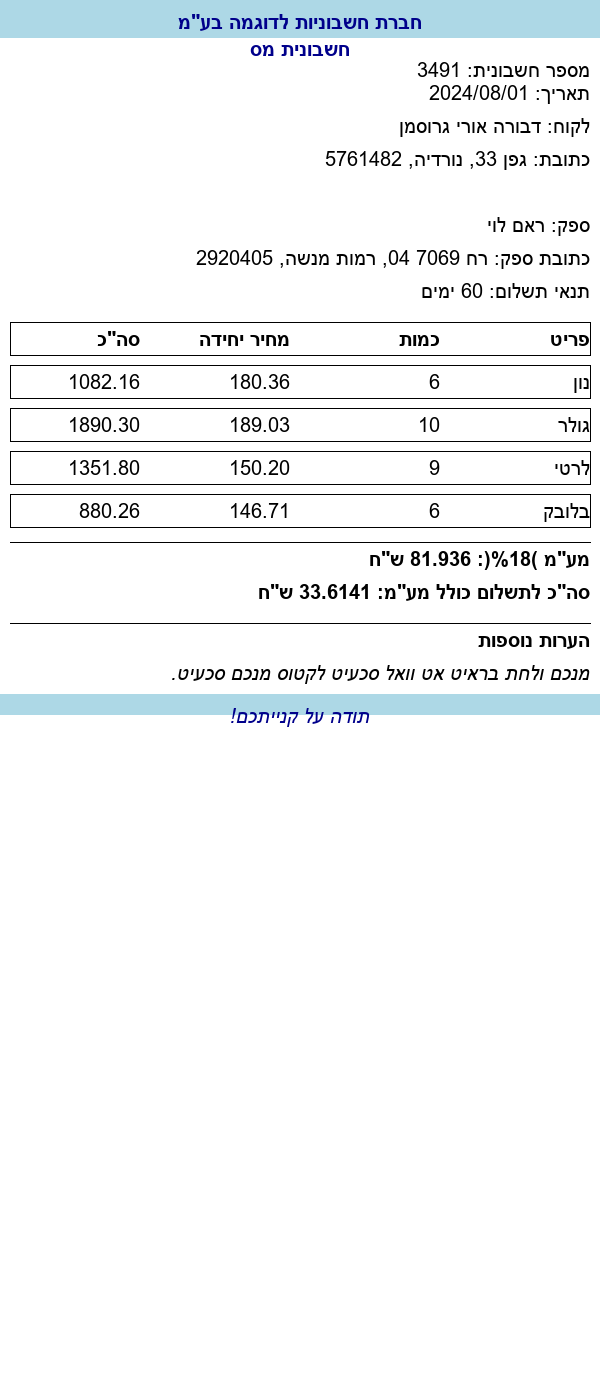 חברת חשבוניות לדוגמה בע"מ
חשבונית מס
מספר חשבונית: 3491
תאריך: 2024/08/01
לקוח: דבורה אורי גרוסמן
כתובת: גפן 33, נורדיה, 5761482
ספק: ראם לוי
כתובת ספק: רח 7069 04, רמות מנשה, 2920405
תנאי תשלום: 60 ימים
פריט כמות מחיר יחידה סה"כ
נון 6 180.36 1082.16
גולר 10 189.03 1890.30
לרטי 9 150.20 1351.80
בלובק 6 146.71 880.26
מע"מ )18%(: 81.936 ש"ח
סה"כ לתשלום כולל מע"מ: 33.6141 ש"ח
הערות נוספות
מנכם ולחת בראיט אט וואל סכעיט לקטוס מנכם סכעיט.
תודה על קנייתכם!